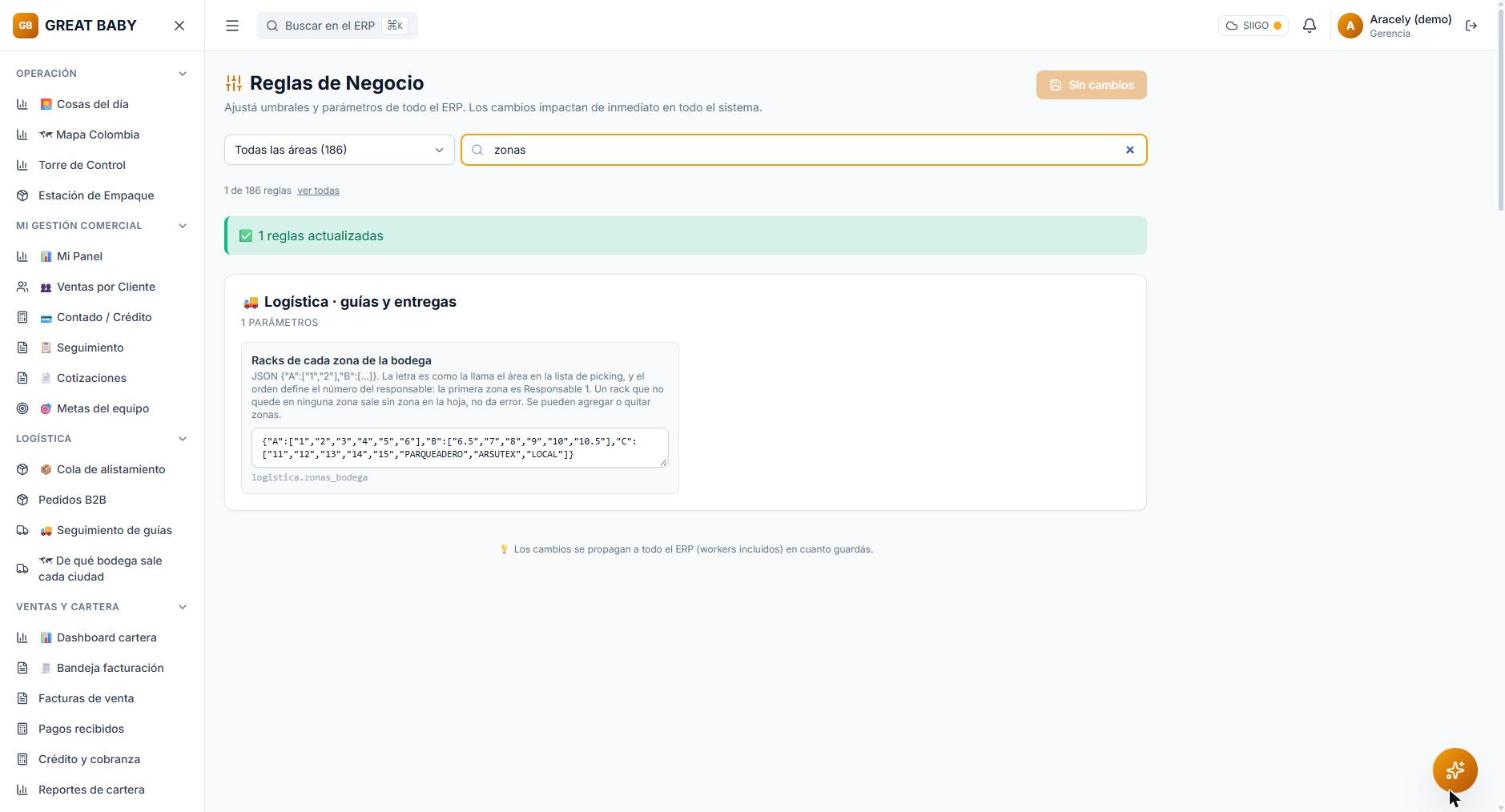 GB GREAT BABY
Buscar en el ERP ⌘K
SIIGO
A
Aracely (demo)
Gerencia
OPERACIÓN
Cosas del día
Mapa Colombia
Torre de Control
Estación de Empaque
MI GESTIÓN COMERCIAL
Mi Panel
Ventas por Cliente
Contado / Crédito
Seguimiento
Cotizaciones
Metas del equipo
LOGÍSTICA
Cola de alistamiento
Pedidos B2B
Seguimiento de guías
De qué bodega sale
cada ciudad
VENTAS Y CARTERA
Dashboard cartera
Bandeja facturación
Facturas de venta
Pagos recibidos
Crédito y cobranza
Reportes de cartera
Reglas de Negocio
Ajustá umbrales y parámetros de todo el ERP. Los cambios impactan de inmediato en todo el sistema.
Sin cambios
Todas las áreas (186)
zonas
1 de 186 reglas ver todas
✅ 1 reglas actualizadas
🚚 Logística · guías y entregas
1 PARÁMETROS
Racks de cada zona de la bodega
JSON {"A":["1","2"],"B":[...]}. La letra es como la llama el área en la lista de picking, y el
orden define el número del responsable: la primera zona es Responsable 1. Un rack que no
quede en ninguna zona sale sin zona en la hoja, no da error. Se pueden agregar o quitar
zonas.
{"A":["1","2","3","4","5","6"],"B":["6.5","7","8","9","10","10.5"],"C":
["11","12","13","14","15","PARQUEADERO","ARSUTEX","LOCAL"]}
logistica.zonas_bodega
💡 Los cambios se propagan a todo el ERP (workers incluidos) en cuanto guardás.